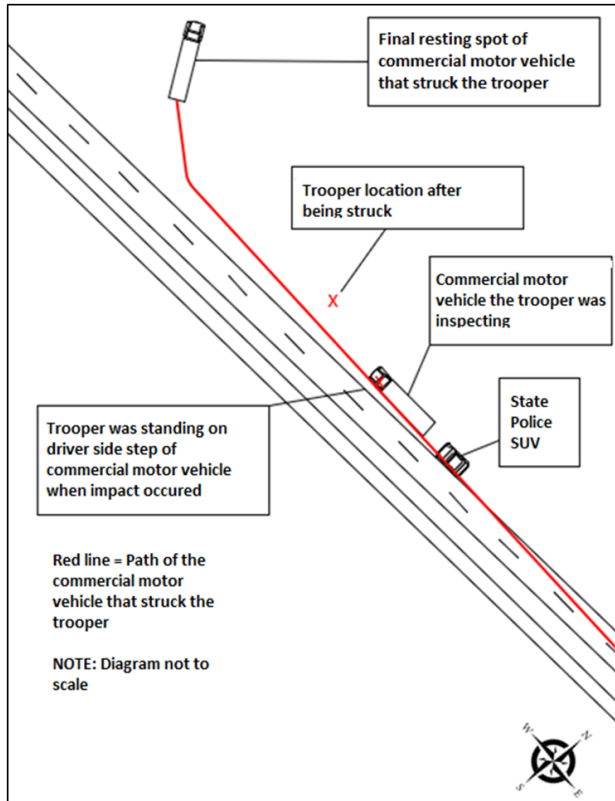 Final resting spot of
commercial motor vehicle
that struck the trooper
Trooper location after
being struck
X
Commercial motor
vehicle the trooper was
inspecting
State
Police
SUV
Trooper was standing on
driver side step of
commercial motor vehicle
when impact occured
Red line = Path of the
commercial motor
vehicle that struck the
trooper
NOTE: Diagram not to
scale
W
N
S
E